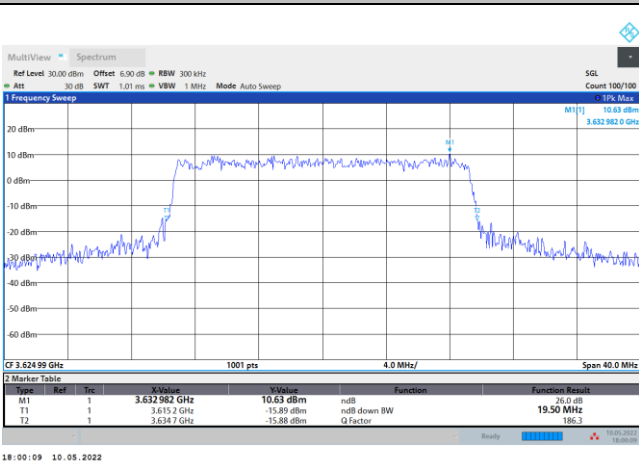 MultiView Spectrum
Ref Level 30.00 dBm Offset 6.90 dB RBW 300 kHz SGL
Att 30 dB SWT 1.01 ms VBW 1 MHz Mode Auto Sweep Count 100/100
1 Frequency Sweep 1Pk Max
M1[1] 10.63 dBm
3.632 982 0 GHz
20 dBm
M1
10 dBm
0 dBm
-10 dBm
T1 T2
-20 dBm
-30 dBm
-40 dBm
-50 dBm
-60 dBm
CF 3.624 99 GHz 1001 pts 4.0 MHz/ Span 40.0 MHz
2 Marker Table
Type Ref Trc X-Value Y-Value Function Function Result
M1 1 3.632 982 GHz 10.63 dBm ndB 26.0 dB
T1 1 3.615 2 GHz -15.89 dBm ndB down BW 19.50 MHz
T2 1 3.634 7 GHz -15.88 dBm Q Factor 186.3
Ready 10.05.2022
18:00:09
18:00:09 10.05.2022